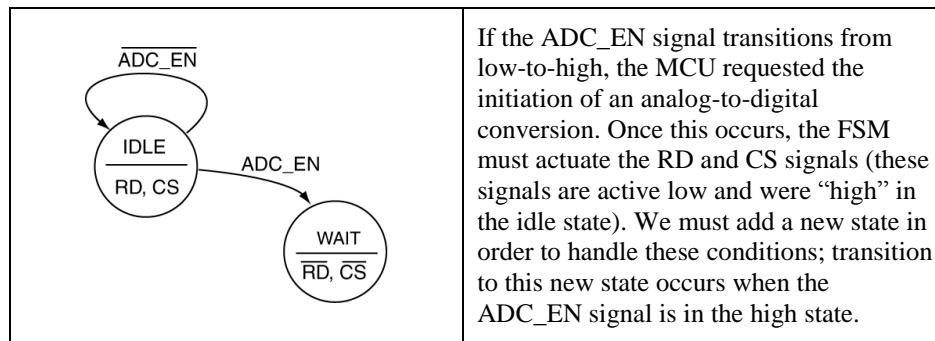 A̅D̅C̅_̅E̅N̅
IDLE
RD, CS
ADC_EN
WAIT
R̅D̅, C̅S̅
If the ADC_EN signal transitions from
low-to-high, the MCU requested the
initiation of an analog-to-digital
conversion. Once this occurs, the FSM
must actuate the RD and CS signals (these
signals are active low and were “high” in
the idle state). We must add a new state in
order to handle these conditions; transition
to this new state occurs when the
ADC_EN signal is in the high state.